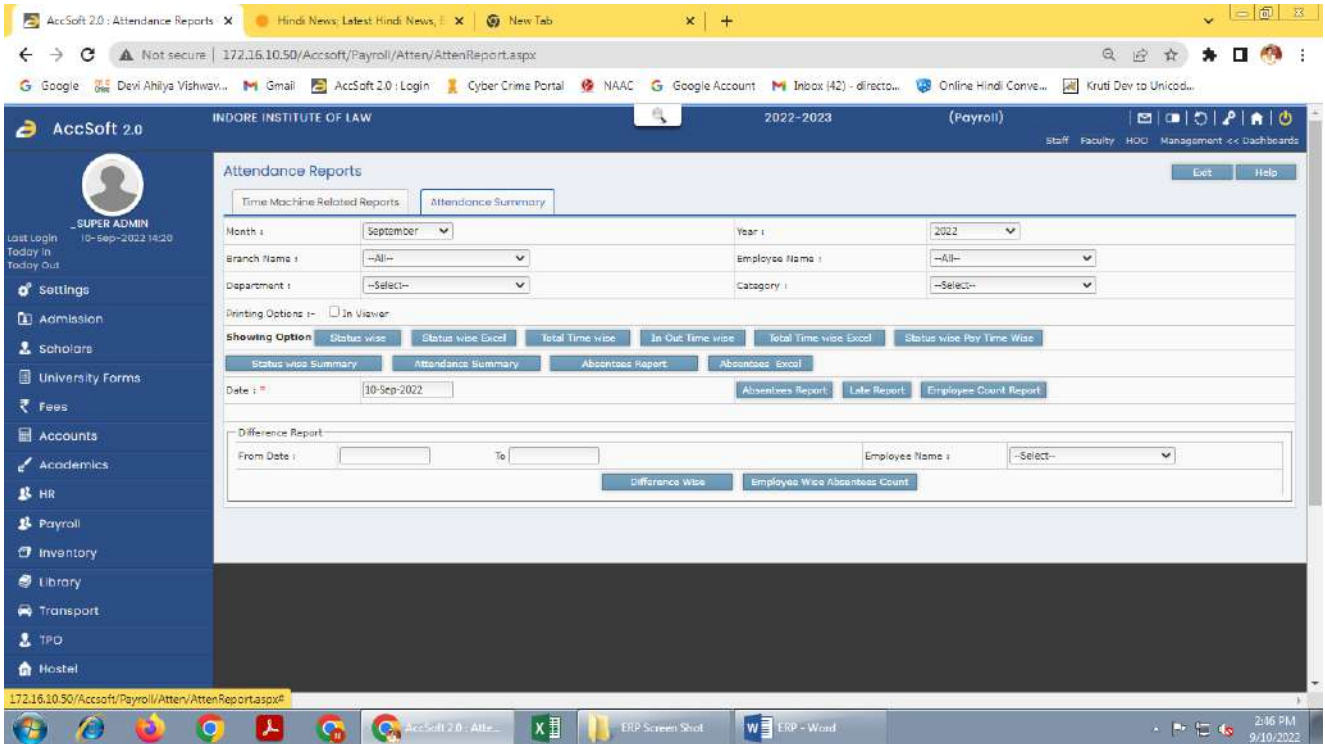 AccSoft 2.0 : Attendance Reports
Hindi News; Latest Hindi News,
New Tab
Not secure | 172.16.10.50/Accsoft/Payroll/Atten/AttenReport.aspx
Google Devi Ahilya Vishwav... Gmail AccSoft 2.0 : Login Cyber Crime Portal NAAC Google Account Inbox (42) - directo... Online Hindi Conve... Kruti Dev to Unicod...
AccSoft 2.0 INDORE INSTITUTE OF LAW 2022-2023 (Payroll)
Staff Faculty HOD Management << Dashboards
_SUPER ADMIN
Last Login 10-Sep-2022 14:20
Today In
Today Out
Settings
Admission
Scholars
University Forms
Fees
Accounts
Academics
HR
Payroll
Inventory
Library
Transport
TPO
Hostel
Attendance Reports Exit Help
Time Machine Related Reports Attendance Summary
Month : September Year : 2022
Branch Name : --All-- Employee Name : --All--
Department : --Select-- Category : --Select--
Printing Options :- In Viewer
Showing Option Status wise Status wise Excel Total Time wise In Out Time wise Total Time wise Excel Status wise Pay Time Wise
Status wise Summary Attendance Summary Absentees Report Absentees Excel
Date : * 10-Sep-2022 Absentees Report Late Report Employee Count Report
Difference Report
From Date : To Employee Name : --Select--
Difference Wise Employee Wise Absentees Count
172.16.10.50/Accsoft/Payroll/Atten/AttenReport.aspx#
AccSoft 2.0 : Atte... ERP Screen Shot ERP - Word
2:46 PM
9/10/2022